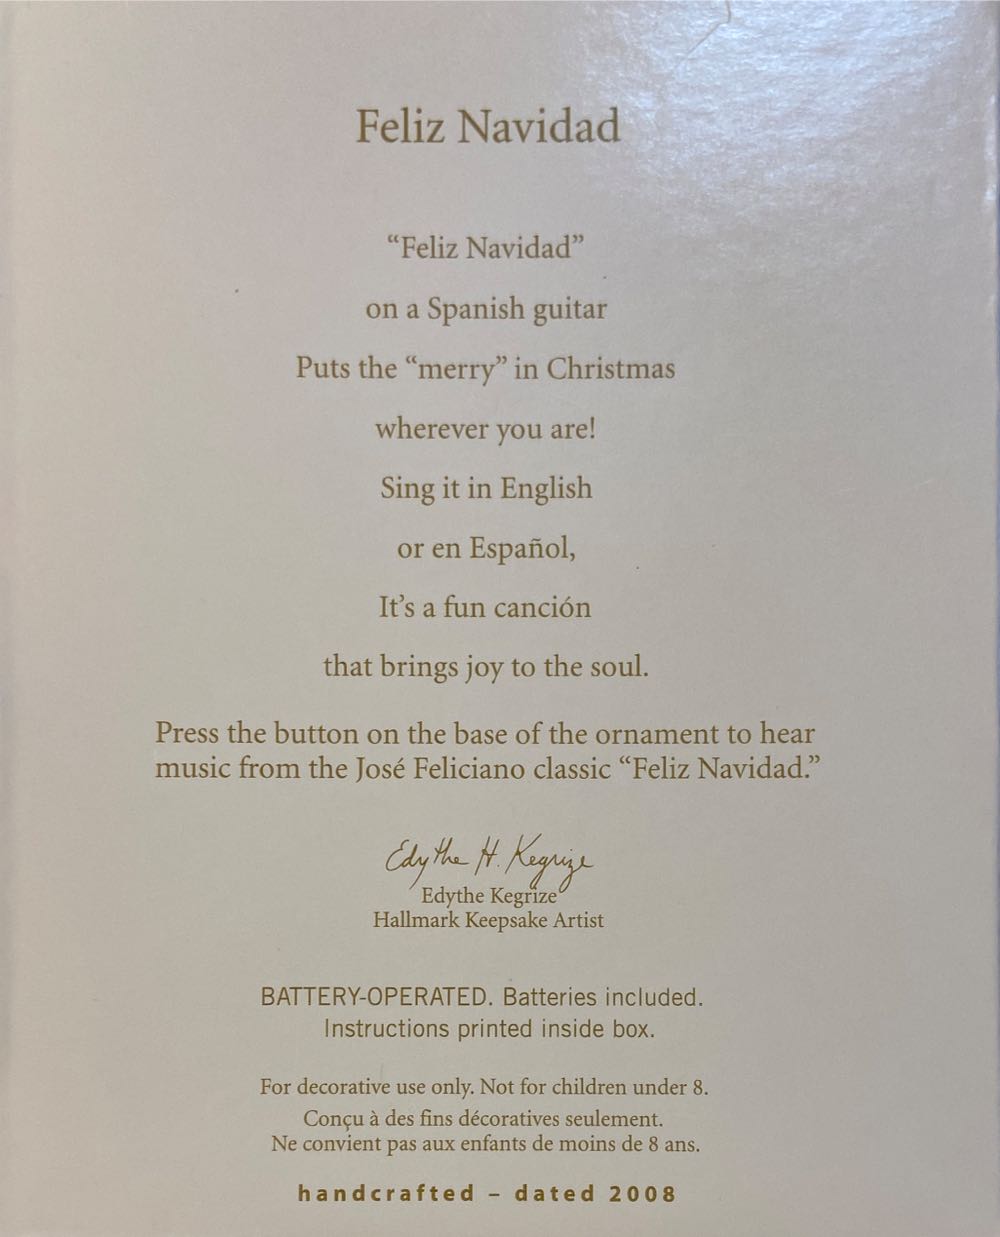 Feliz Navidad
“Feliz Navidad”
on a Spanish guitar
Puts the “merry” in Christmas
wherever you are!
Sing it in English
or en Español,
It’s a fun canción
that brings joy to the soul.
Press the button on the base of the ornament to hear
music from the José Feliciano classic “Feliz Navidad.”
Edythe H. Kegrize
Edythe Kegrize
Hallmark Keepsake Artist
BATTERY-OPERATED. Batteries included.
Instructions printed inside box.
For decorative use only. Not for children under 8.
Conçu à des fins décoratives seulement.
Ne convient pas aux enfants de moins de 8 ans.
handcrafted – dated 2008